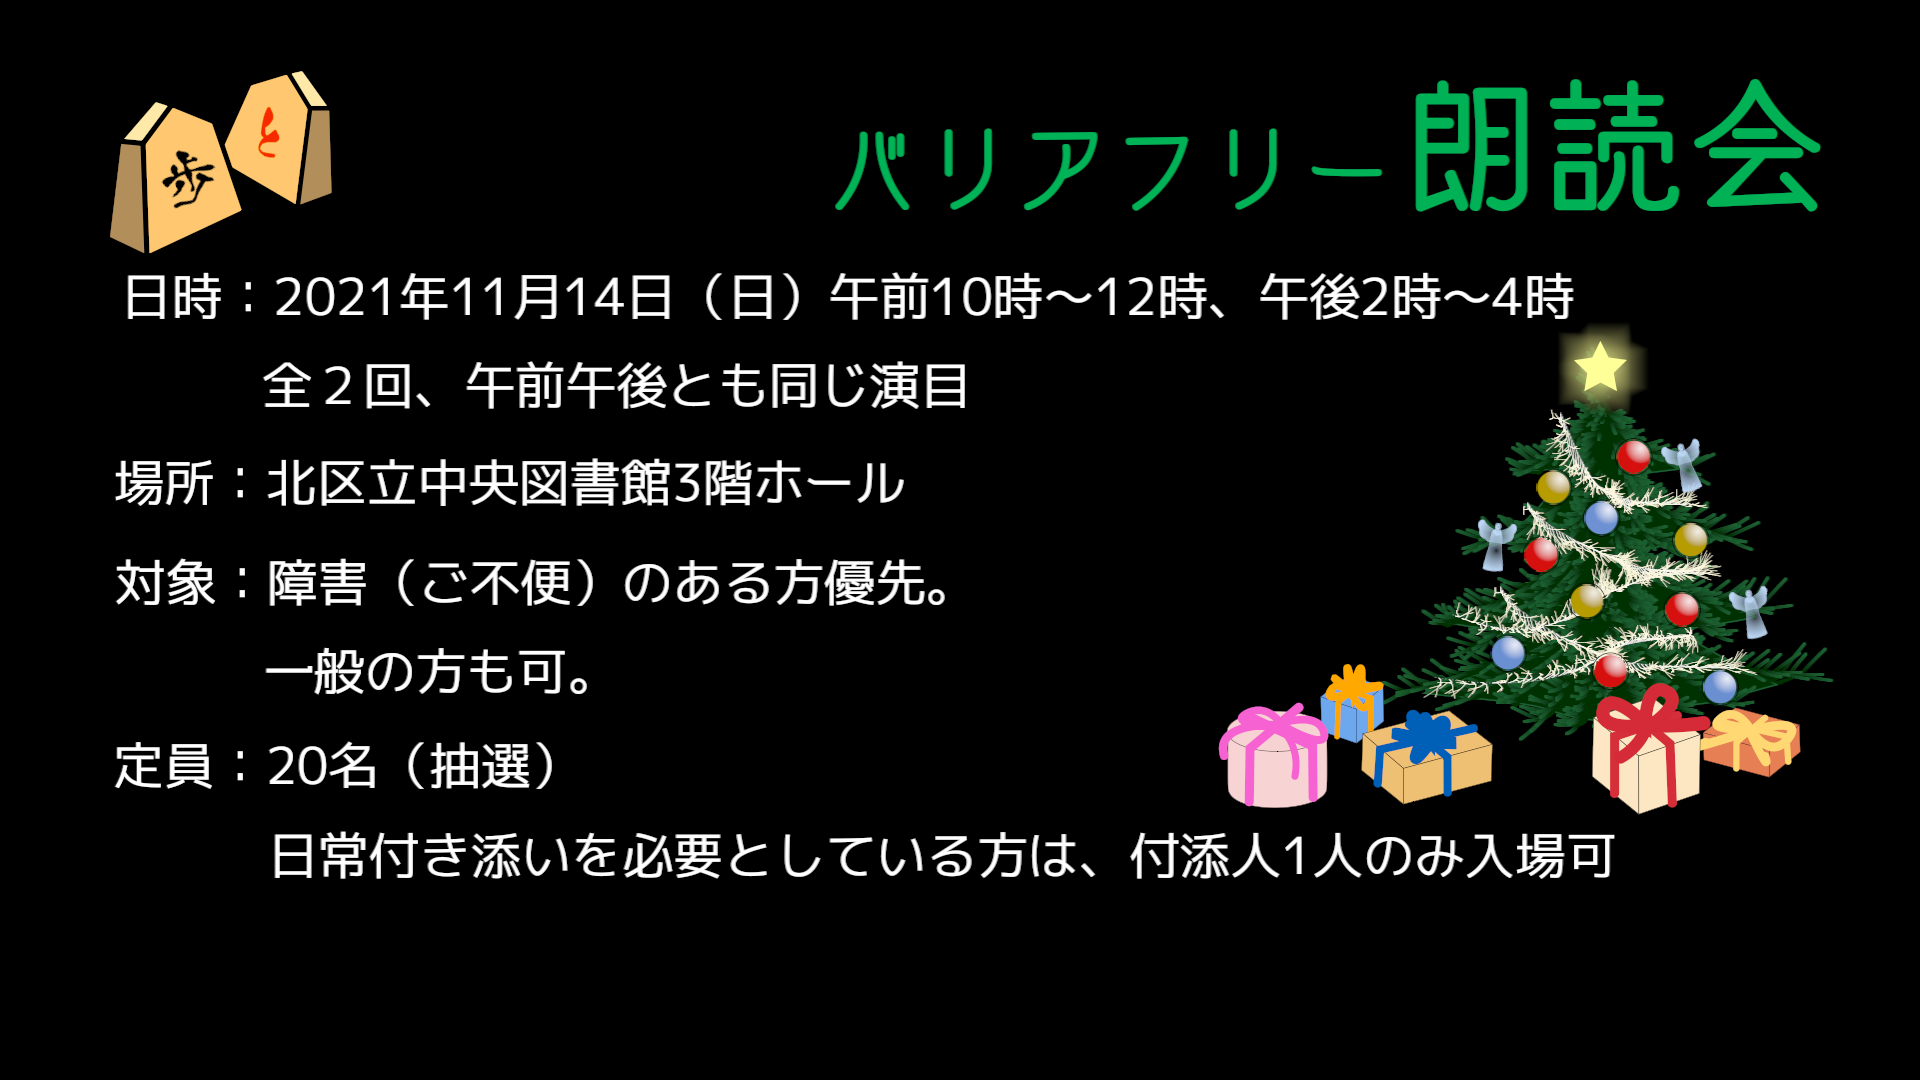 歩
と
バリアフリー朗読会
日時：2021年11月14日（日）午前10時～12時、午後2時～4時
全２回、午前午後とも同じ演目
場所：北区立中央図書館3階ホール
対象：障害（ご不便）のある方優先。
一般の方も可。
定員：20名（抽選）
日常付き添いを必要としている方は、付添人1人のみ入場可